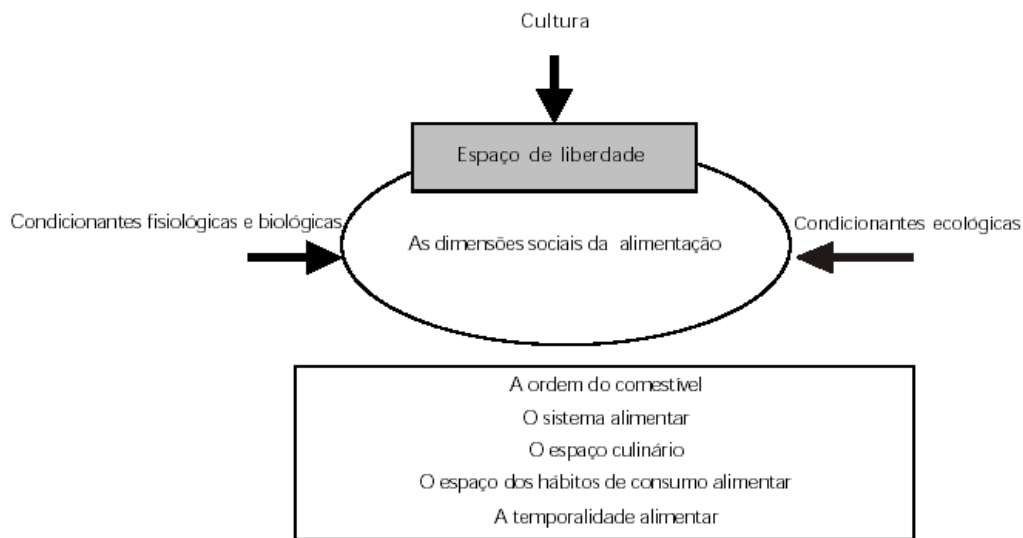 Cultura
Espaço de liberdade
Condicionantes fisiológicas e biológicas
Condicionantes ecológicas
As dimensões sociais da alimentação
A ordem do comestível
O sistema alimentar
O espaço culinário
O espaço dos hábitos de consumo alimentar
A temporalidade alimentar